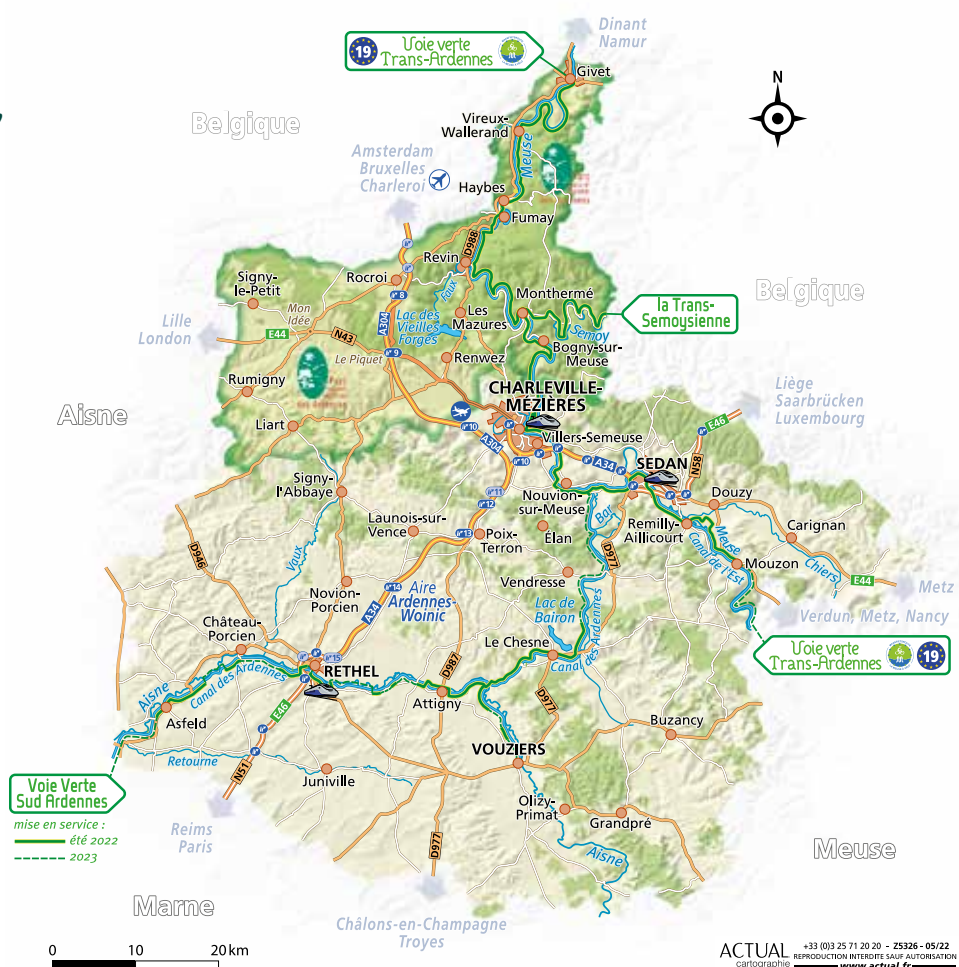 Dinant
Namur
19
Voie verte
Trans-Ardennes
Givet
N
Belgique
Vireux-
Wallerand
Meuse
Amsterdam
Bruxelles
Charleroi
Haybes
Fumay
D988
Revin
Signy-
le-Petit
Rocroi
Faux
Monthermé
Belgique
la Trans-
Semoysienne
Mon
Idée
n° 8
A304
Lac des
Vieilles
Forges
Les
Mazures
Semoy
Lille
London
E44
N43
Le Piquet
n° 9
Renwez
Bogny-sur-
Meuse
Rumigny
CHARLEVILLE-
MÉZIÈRES
Liège
Saarbrücken
Luxembourg
Aisne
Liart
n°10
A304
n°10
Villers-Semeuse
A34
SEDAN
E46
N58
Signy-
l'Abbaye
n°11
n°12
Nouvion-
sur-Meuse
Douzy
Launois-sur-
Vence
n°13
Poix-
Terron
Élan
Bar
Remilly-
Aillicourt
Meuse
Carignan
D946
Vaux
D977
Canal de l'Est
Mouzon
Chiers
E44
Metz
Novion-
Porcien
n°14
A34
Aire
Ardennes-
Woinic
Vendresse
Lac de
Bairon
Verdun, Metz, Nancy
Château-
Porcien
n°15
RETHEL
D987
Le Chesne
Canal des Ardennes
Voie verte
Trans-Ardennes
19
Aisne
Canal des Ardennes
E46
Attigny
D977
Asfeld
Buzancy
VOUZIERS
Retourne
N51
Juniville
Voie Verte
Sud Ardennes
mise en service :
été 2022
2023
Reims
Paris
Olizy-
Primat
Grandpré
D977
Aisne
Meuse
Marne
Châlons-en-Champagne
Troyes
0 10 20 km
ACTUAL
cartographie
+33 (0)3 25 71 20 20 - Z5326 - 05/22
REPRODUCTION INTERDITE SAUF AUTORISATION
www.actual.fr